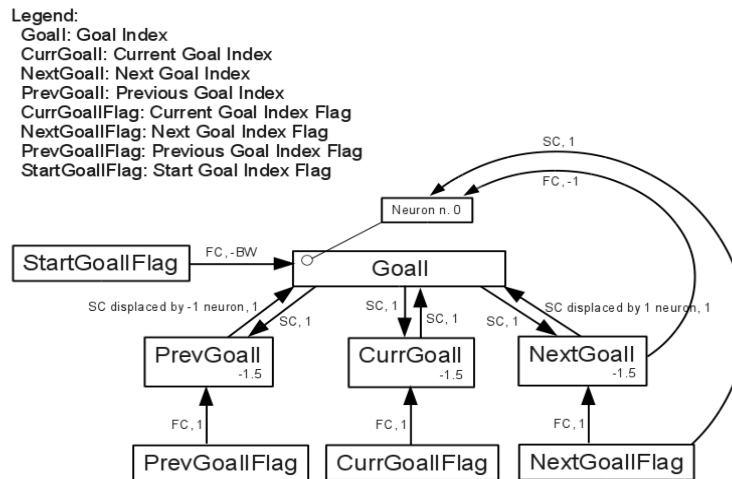 Legend:
GoalI: Goal Index
CurrGoalI: Current Goal Index
NextGoalI: Next Goal Index
PrevGoalI: Previous Goal Index
CurrGoalIFlag: Current Goal Index Flag
NextGoalIFlag: Next Goal Index Flag
PrevGoalIFlag: Previous Goal Index Flag
StartGoalIFlag: Start Goal Index Flag
SC, 1
FC, -1
Neuron n. 0
FC, -BW
StartGoalIFlag
GoalI
SC displaced by -1 neuron, 1
SC, 1
SC, 1
SC, 1
SC, 1
SC displaced by 1 neuron, 1
PrevGoalI
-1.5
CurrGoalI
-1.5
NextGoalI
-1.5
FC, 1
FC, 1
FC, 1
PrevGoalIFlag
CurrGoalIFlag
NextGoalIFlag